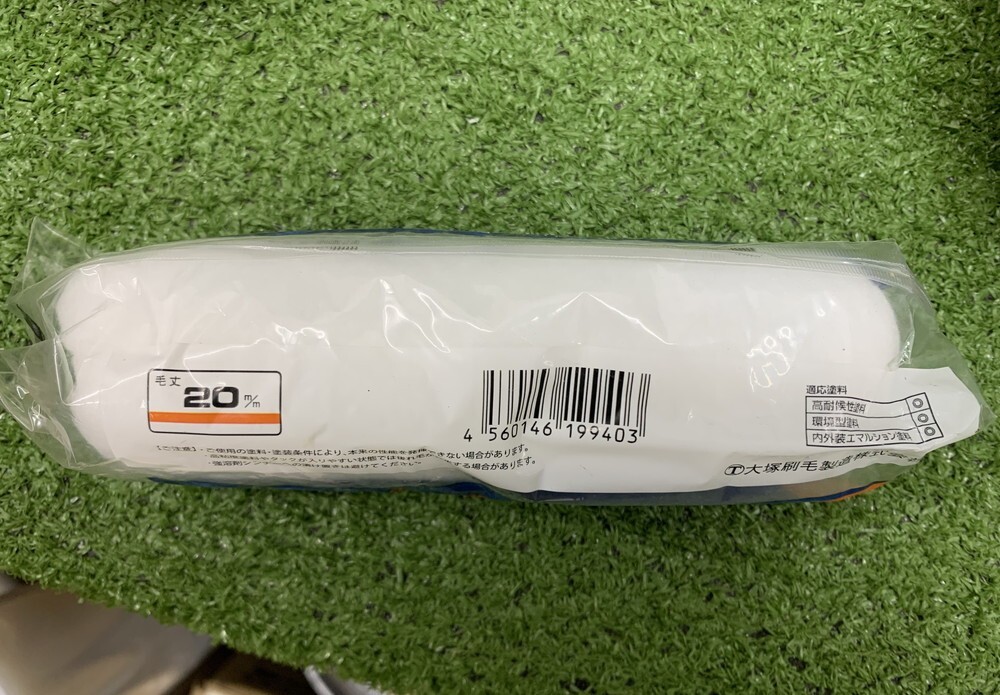 毛丈
20 m/m
4 560146 199403
適応塗料
高耐候性塗料 ◎
環境型塗料 ◎
内外装エマルション塗料 ◎
【ご注意】・ご使用の塗料・塗装条件により、本来の性能を発揮できない場合があります。
大塚刷毛製造株式